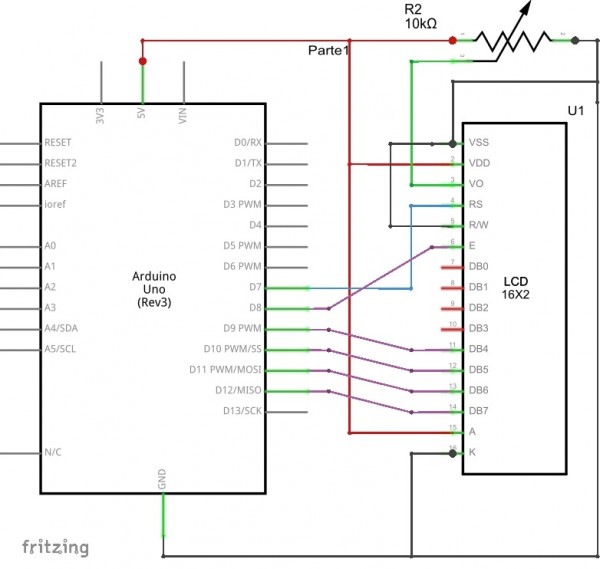 R2
10kΩ
Parte1
3V3
5V
VIN
U1
RESET
RESET2
AREF
ioref
A0
A1
A2
A3
A4/SDA
A5/SCL
N/C
Arduino
Uno
(Rev3)
D0/RX
D1/TX
D2
D3 PWM
D4
D5 PWM
D6 PWM
D7
D8
D9 PWM
D10 PWM/SS
D11 PWM/MOSI
D12/MISO
D13/SCK
GND
VSS
2 VDD
3 VO
4 RS
5 R/W
6 E
7 DB0
8 DB1
9 DB2
10 DB3
11 DB4
12 DB5
13 DB6
14 DB7
15 A
16 K
LCD
16X2
fritzing